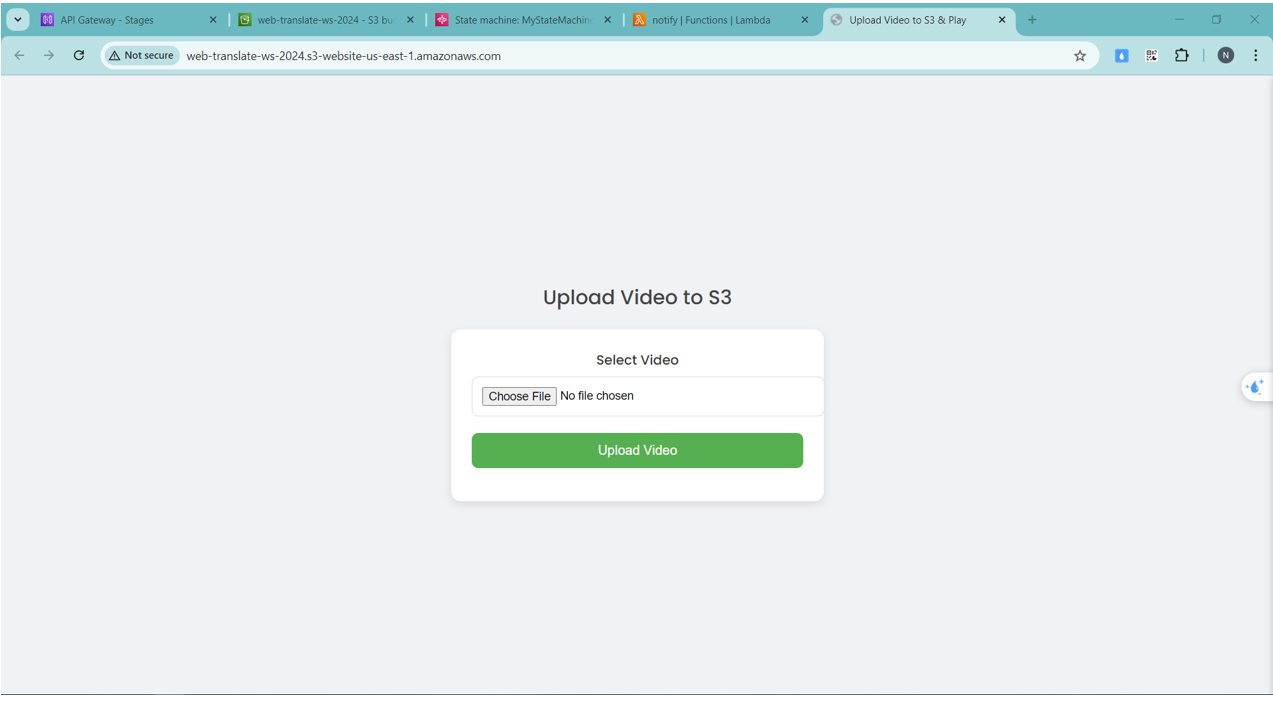 API Gateway - Stages
web-translate-ws-2024 - S3 bu
State machine: MyStateMachin
notify | Functions | Lambda
Upload Video to S3 & Play
Not secure
web-translate-ws-2024.s3-website-us-east-1.amazonaws.com
N
Upload Video to S3
Select Video
Choose File No file chosen
Upload Video